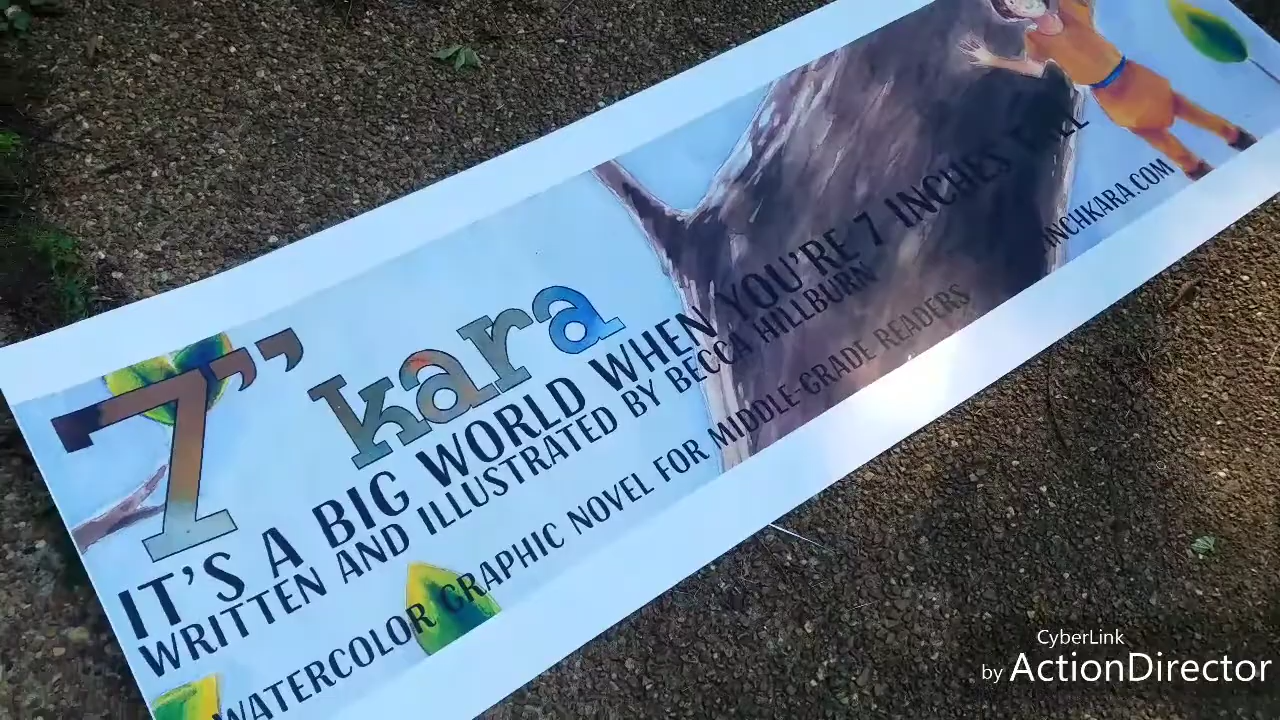 7" kara
IT'S A BIG WORLD WHEN YOU'RE 7 INCHES TALL
WRITTEN AND ILLUSTRATED BY BECCA HILLBURN
WATERCOLOR GRAPHIC NOVEL FOR MIDDLE-GRADE READERS
INCHKARA.COM
CyberLink
by ActionDirector